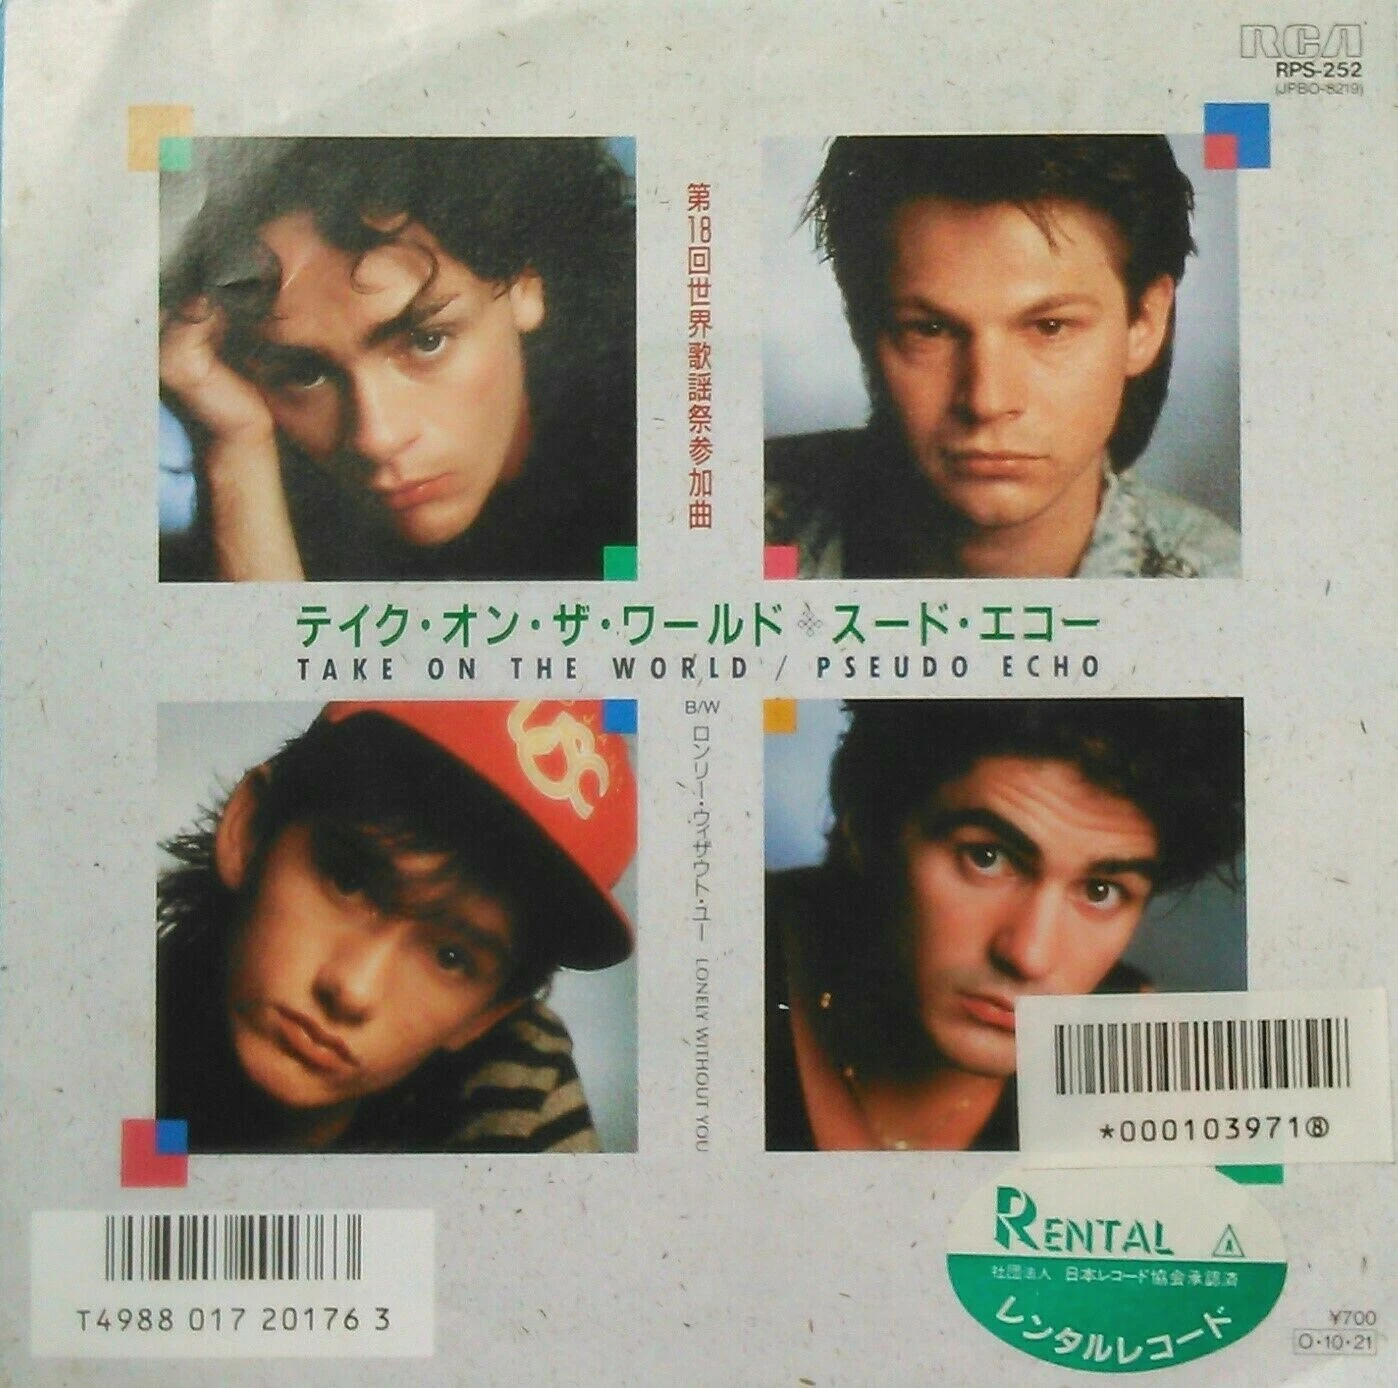 RCA
RPS-252
(JPBO-8219)
第18回世界歌謡祭参加曲
テイク・オン・ザ・ワールド スード・エコー
TAKE ON THE WORLD / PSEUDO ECHO
B/W
ロンリー・ウィザウト・ユー LONELY WITHOUT YOU
USC
*000103971⑧
T4988 017 20176 3
RENTAL
A
社団法人 日本レコード協会承認済
レンタルレコード
¥700
O・10・21